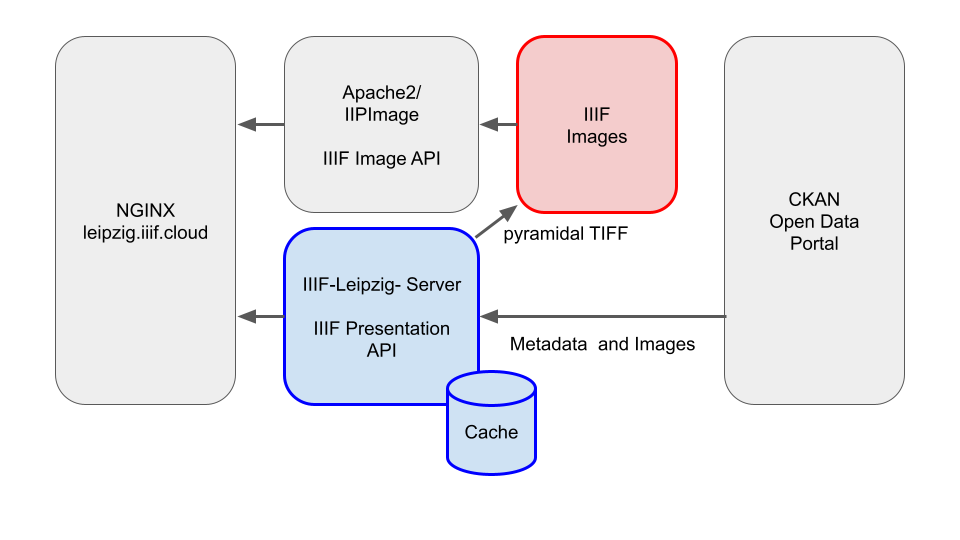 NGINX
leipzig.iiif.cloud
Apache2/
IIPImage
IIIF Image API
IIIF
Images
pyramidal TIFF
IIIF-Leipzig- Server
IIIF Presentation
API
Cache
Metadata  and Images
CKAN
Open Data
Portal